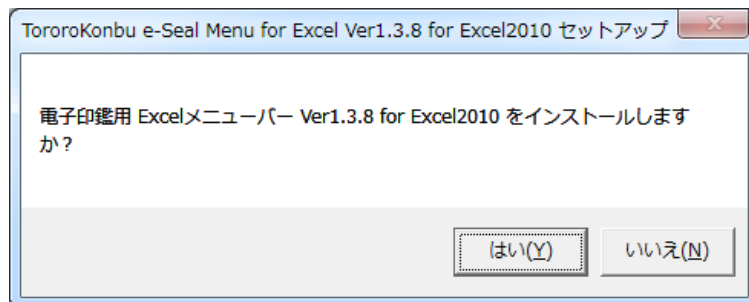 TororoKonbu e-Seal Menu for Excel Ver1.3.8 for Excel2010 セットアップ
電子印鑑用 Excelメニューバー Ver1.3.8 for Excel2010 をインストールします
か？
はい(Y) いいえ(N)